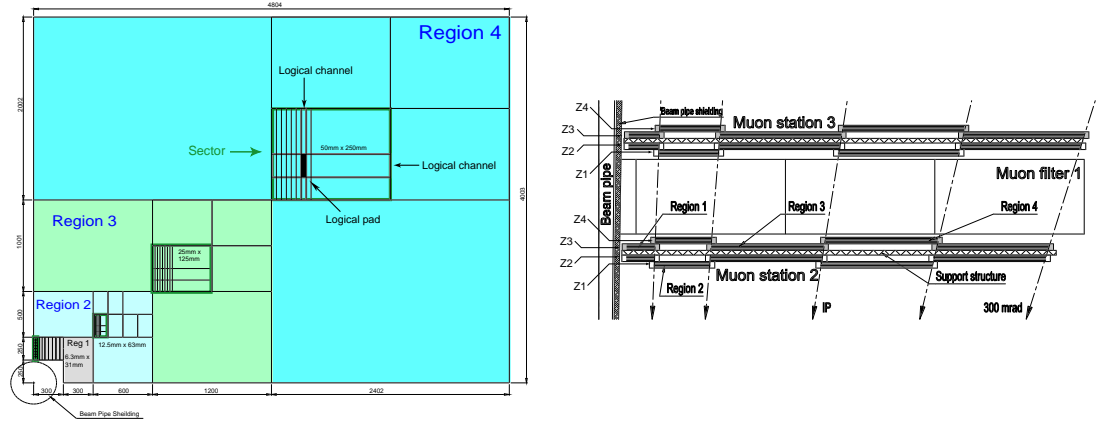 4804
Region 4
Logical channel
2002
50mm x 250mm
Sector
Logical channel
4003
Logical pad
Region 3
1001
25mm x
125mm
Region 2
500
Reg 1
12.5mm x 63mm
250
6.3mm x
31mm
300
300
600
1200
2402
Beam Pipe Sheilding
Z4
Beam pipe shielding
Muon station 3
Z3
Z2
Z1
Muon filter 1
Beam pipe
Region 1
Region 3
Region 4
Z4
Z3
Z2
Muon station 2
Support structure
Z1
Region 2
IP
300 mrad